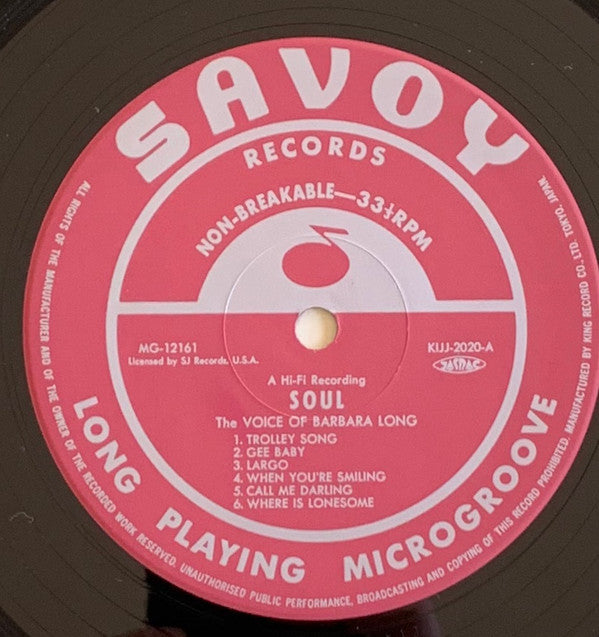 SAVOY
RECORDS
NON-BREAKABLE—33⅓RPM
MG-12161
Licensed by SJ Records, U.S.A.
KIJJ-2020-A
JASRAC
A Hi-Fi Recording
SOUL
The VOICE OF BARBARA LONG
1. TROLLEY SONG
2. GEE BABY
3. LARGO
4. WHEN YOU'RE SMILING
5. CALL ME DARLING
6. WHERE IS LONESOME
LONG PLAYING MICROGROOVE
ALL RIGHTS OF THE MANUFACTURER AND OF THE OWNER OF THE RECORDED WORK RESERVED. UNAUTHORISED PUBLIC PERFORMANCE, BROADCASTING AND COPYING OF THIS RECORD PROHIBITED. MANUFACTURED BY KING RECORD CO., LTD. TOKYO, JAPAN.